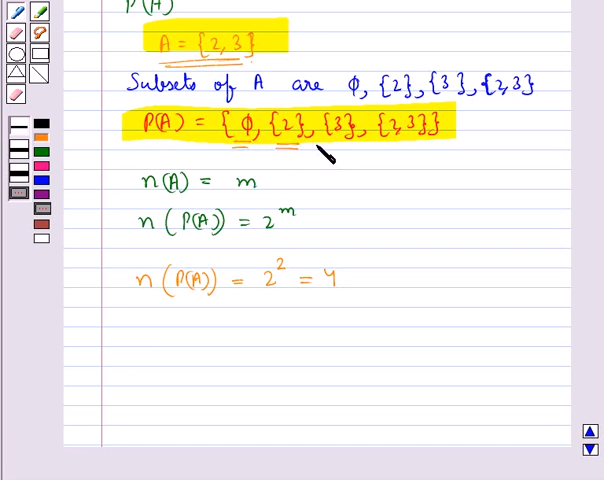 P(A)
A = {2, 3}
Subsets of A are ϕ, {2}, {3}, {2, 3}
P(A) = { ϕ, {2}, {3}, {2, 3}}
n(A) = m
n(P(A)) = 2^m
n(P(A)) = 2^2 = 4